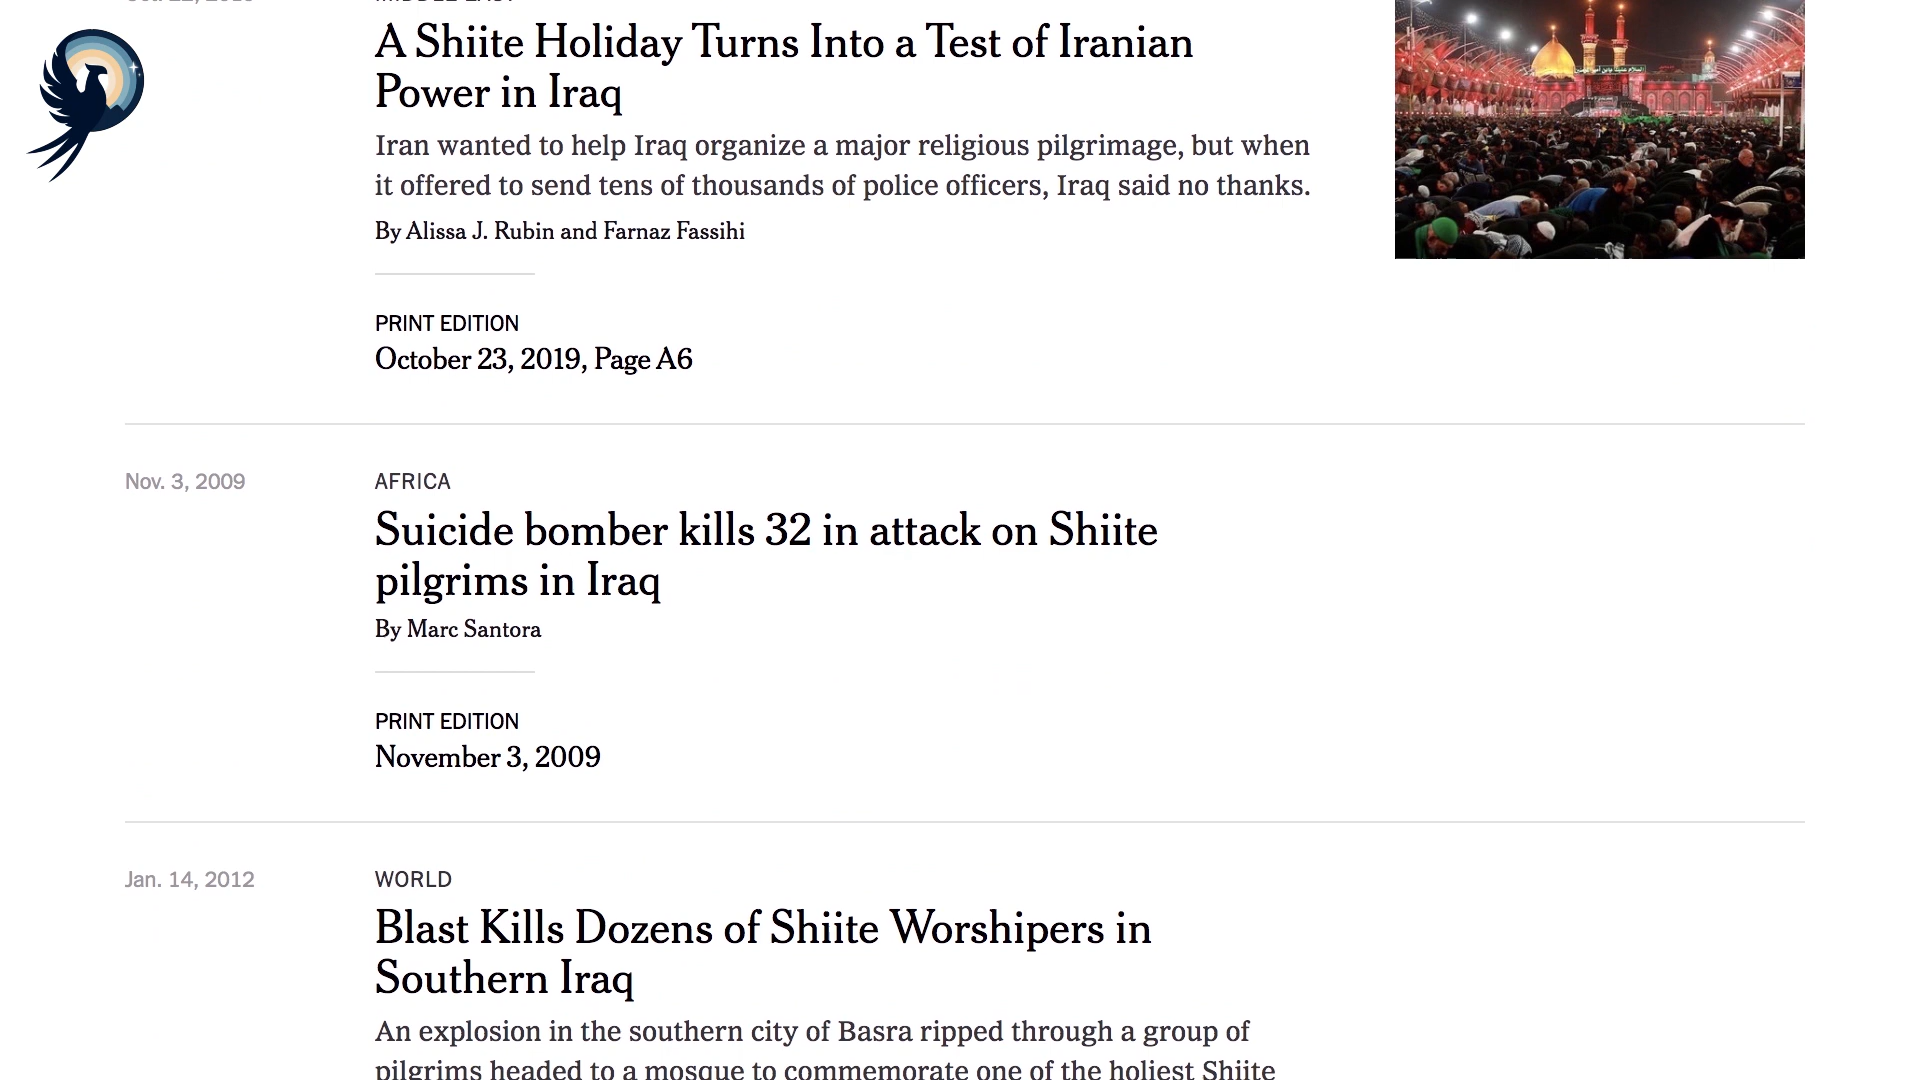 A Shiite Holiday Turns Into a Test of Iranian
Power in Iraq
Iran wanted to help Iraq organize a major religious pilgrimage, but when
it offered to send tens of thousands of police officers, Iraq said no thanks.
By Alissa J. Rubin and Farnaz Fassihi
PRINT EDITION
October 23, 2019, Page A6
Nov. 3, 2009
AFRICA
Suicide bomber kills 32 in attack on Shiite
pilgrims in Iraq
By Marc Santora
PRINT EDITION
November 3, 2009
Jan. 14, 2012
WORLD
Blast Kills Dozens of Shiite Worshipers in
Southern Iraq
An explosion in the southern city of Basra ripped through a group of
pilgrims headed to a mosque to commemorate one of the holiest Shiite